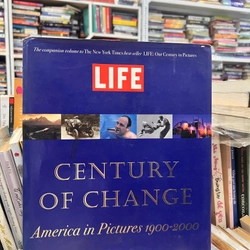 The companion volume to The New York Times best-seller LIFE: Our Century in Pictures
LIFE
CENTURY
OF CHANGE
America in Pictures 1900-2000